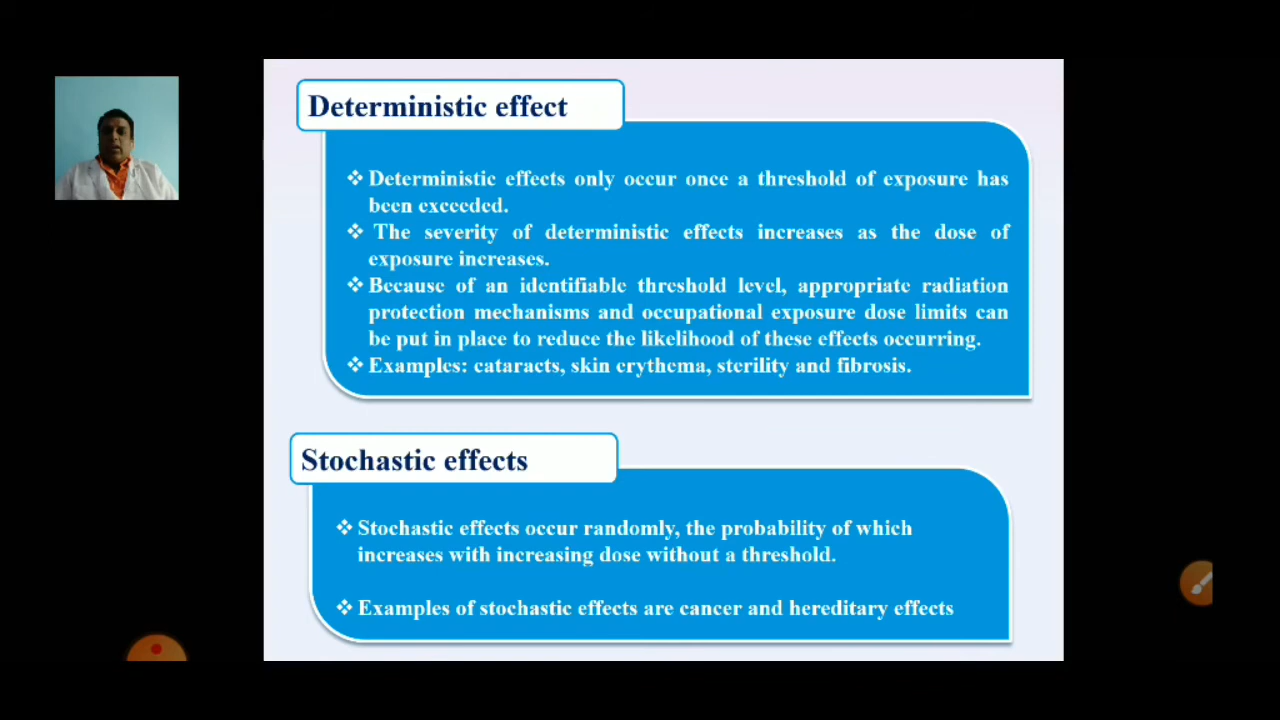 Deterministic effect
❖ Deterministic effects only occur once a threshold of exposure has
been exceeded.
❖ The severity of deterministic effects increases as the dose of
exposure increases.
❖ Because of an identifiable threshold level, appropriate radiation
protection mechanisms and occupational exposure dose limits can
be put in place to reduce the likelihood of these effects occurring.
❖ Examples: cataracts, skin erythema, sterility and fibrosis.
Stochastic effects
❖ Stochastic effects occur randomly, the probability of which
increases with increasing dose without a threshold.
❖ Examples of stochastic effects are cancer and hereditary effects